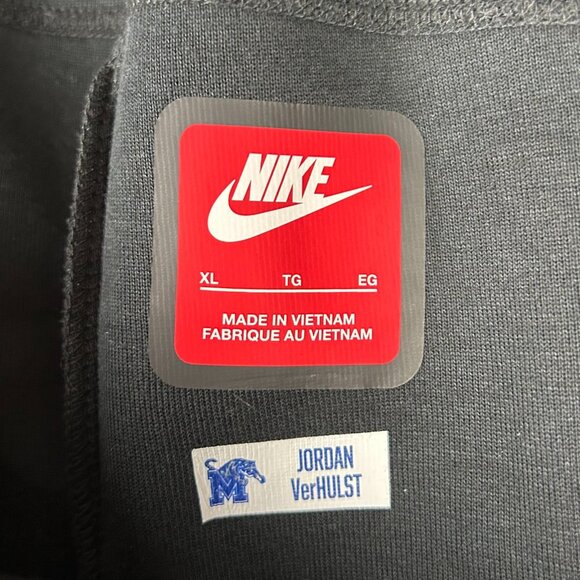 NIKE
XL TG EG
MADE IN VIETNAM
FABRIQUE AU VIETNAM
M JORDAN
VerHULST